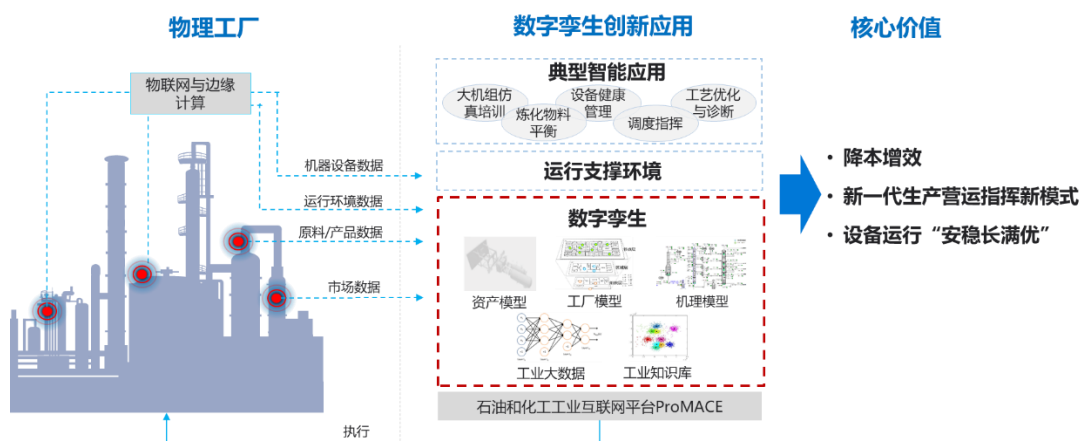 物理工厂
数字孪生创新应用
核心价值
物联网与边缘
计算
机器设备数据
运行环境数据
原料/产品数据
市场数据
执行
典型智能应用
大机组仿
真培训
炼化物料
平衡
设备健康
管理
调度指挥
工艺优化
与诊断
运行支撑环境
数字孪生
资产模型
工厂模型
机理模型
工业大数据
工业知识库
石油和化工工业互联网平台ProMACE
• 降本增效
• 新一代生产营运指挥新模式
• 设备运行“安稳长满优”